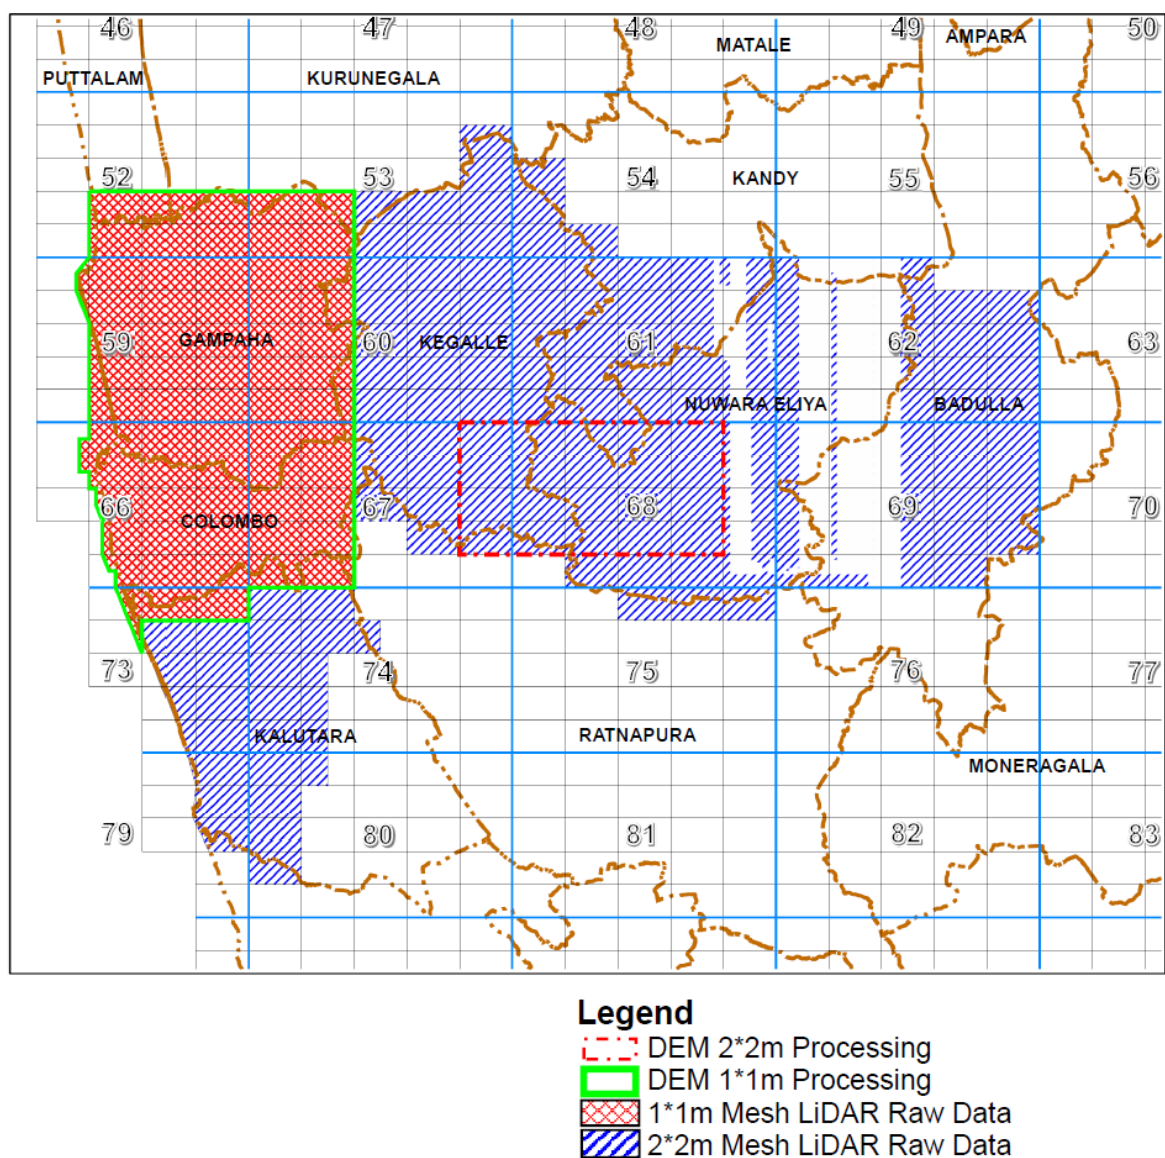 46 47 48 49 50
MATALE AMPARA
PUTTALAM KURUNEGALA
52 53 54 55 56
KANDY
59 GAMPAHA 60 KEGALLE 61 62 63
NUWARA ELIYA BADULLA
66 67 68 69 70
COLOMBO
73 74 75 76 77
KALUTARA RATNAPURA
MONERAGALA
79 80 81 82 83
Legend
DEM 2*2m Processing
DEM 1*1m Processing
1*1m Mesh LiDAR Raw Data
2*2m Mesh LiDAR Raw Data